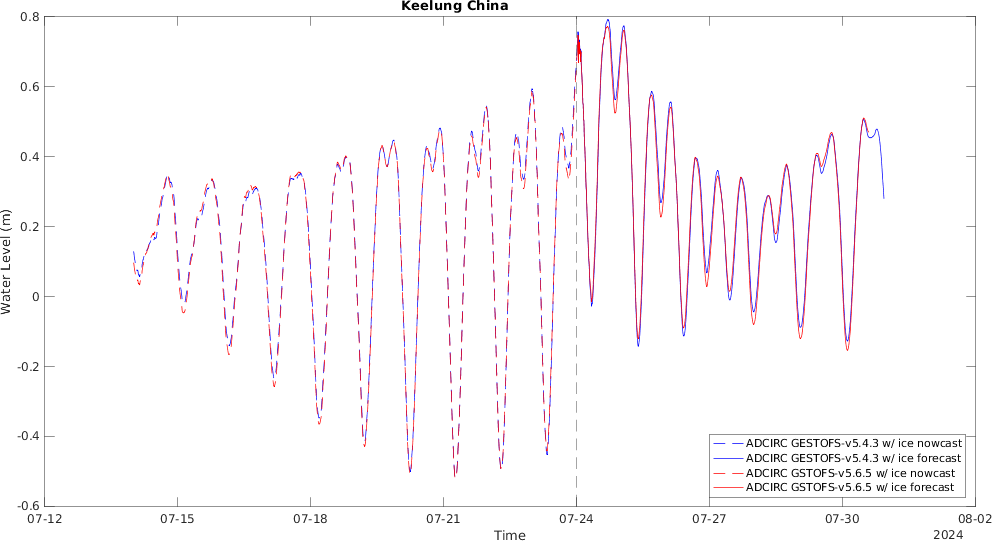 Keelung China
0.8
0.6
0.4
0.2
0
-0.2
-0.4
-0.6
Water Level (m)
07-12
07-15
07-18
07-21
07-24
07-27
07-30
08-02
Time
2024
ADCIRC GESTOFS-v5.4.3 w/ ice nowcast
ADCIRC GESTOFS-v5.4.3 w/ ice forecast
ADCIRC GSTOFS-v5.6.5 w/ ice nowcast
ADCIRC GSTOFS-v5.6.5 w/ ice forecast